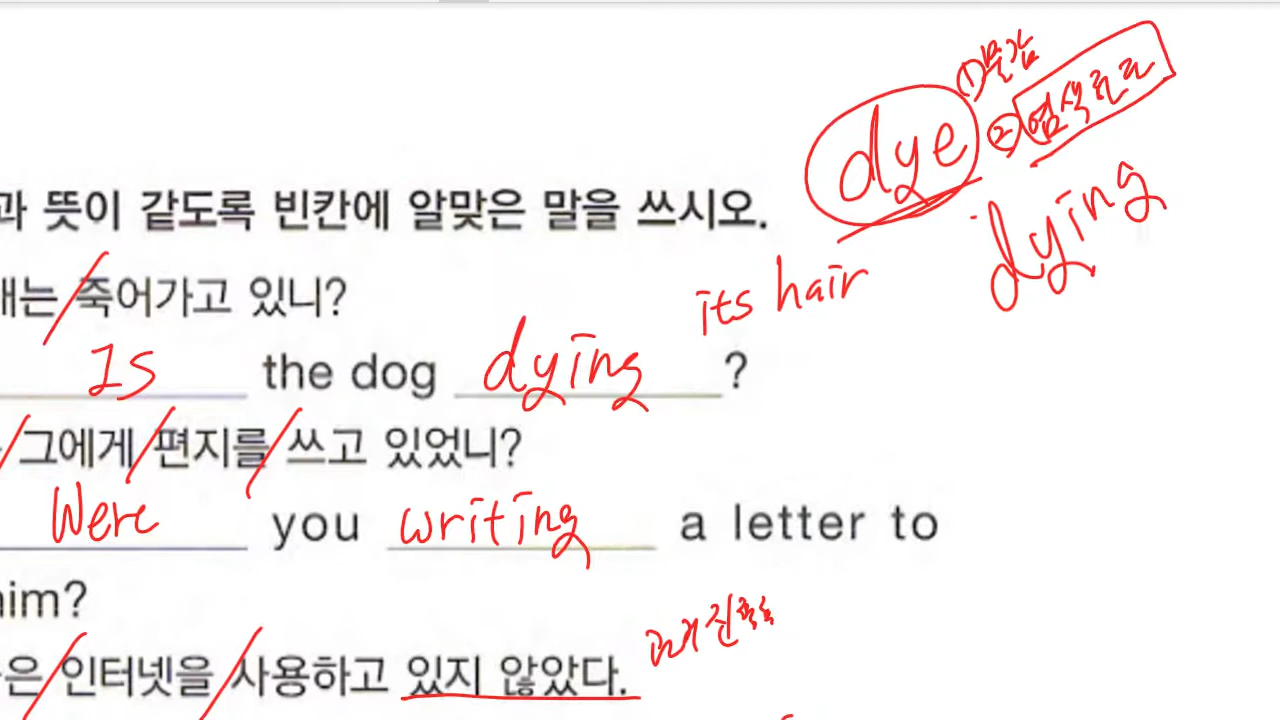 ①물감
dye ②염색하다
dying
과 뜻이 같도록 빈칸에 알맞은 말을 쓰시오.
개는 / 죽어가고 있니?
its hair
Is the dog dying ?
그에게 / 편지를 / 쓰고 있었니?
Were you writing a letter to
him?
과거진행
은 / 인터넷을 / 사용하고 있지 않았다.